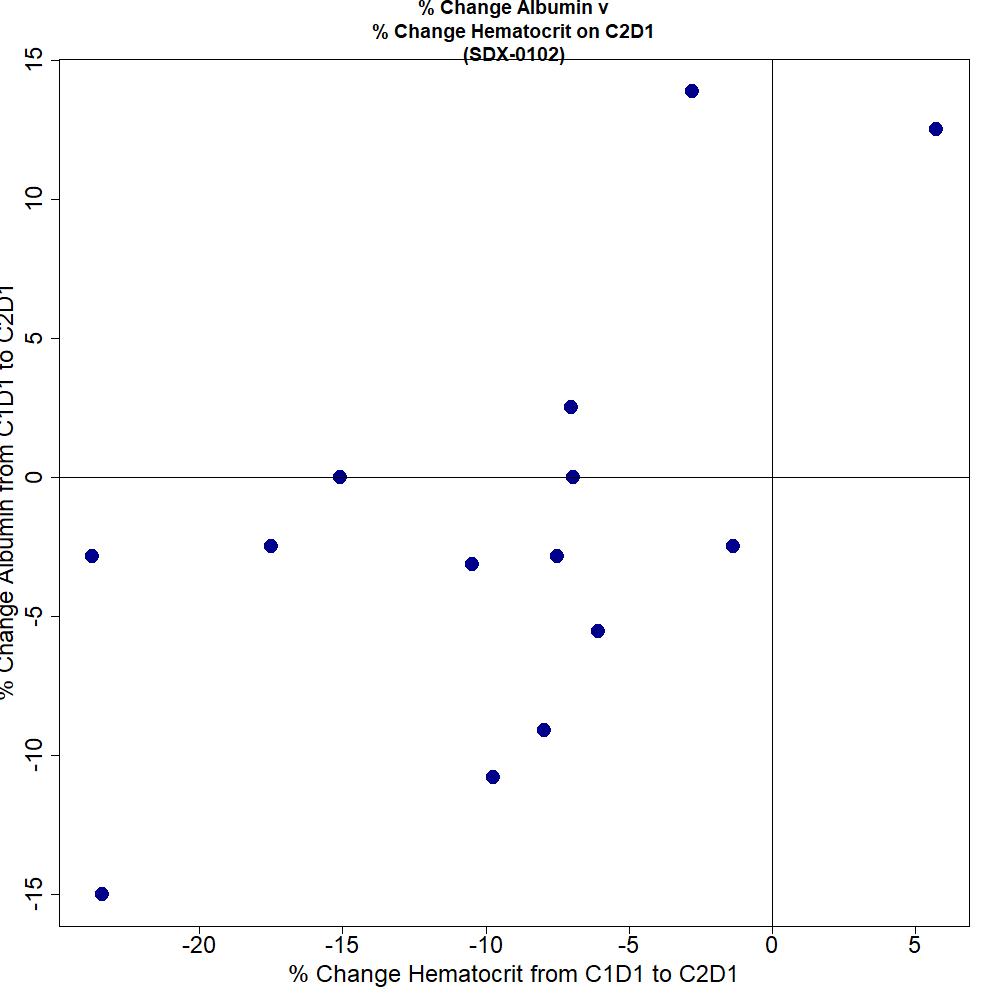 % Change Albumin v
% Change Hematocrit on C2D1
(SDX-0102)
% Change Albumin from C1D1 to C2D1
15
10
5
0
-5
-10
-15
-20
-15
-10
-5
0
5
% Change Hematocrit from C1D1 to C2D1